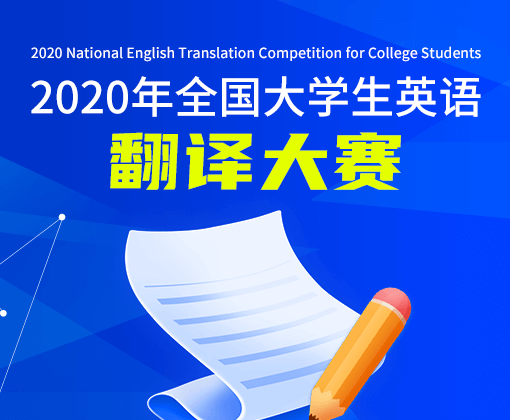 2020 National English Translation Competition for College Students
2020年全国大学生英语
翻译大赛